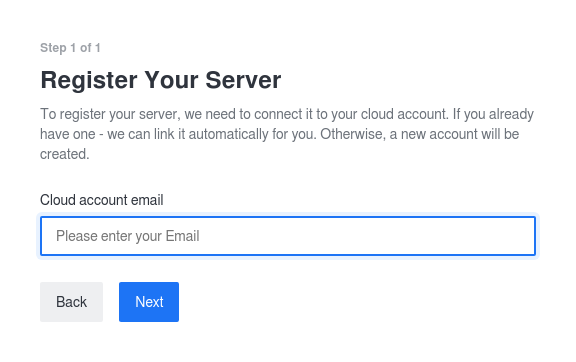 Step 1 of 1
Register Your Server
To register your server, we need to connect it to your cloud account. If you already
have one - we can link it automatically for you. Otherwise, a new account will be
created.
Cloud account email
Please enter your Email
Back
Next